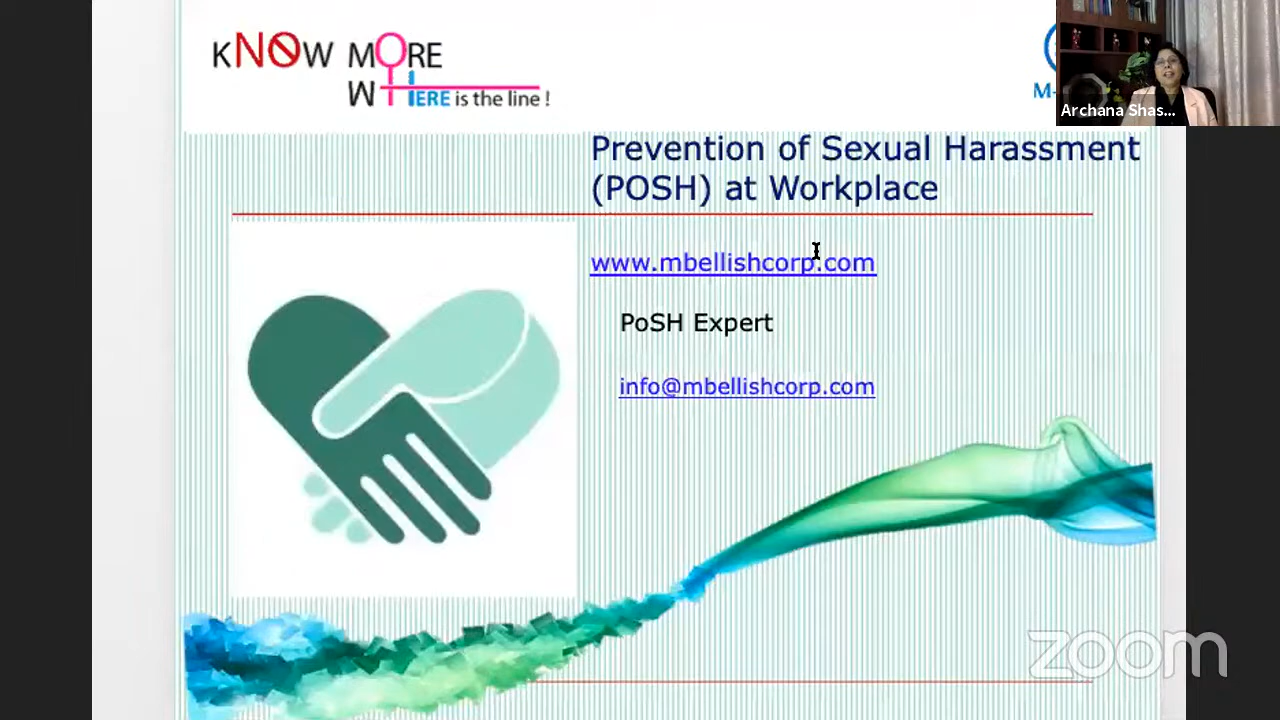 KNOW MORE
WHERE is the line !
M-
Archana Shas...
Prevention of Sexual Harassment
(POSH) at Workplace
www.mbellishcorp.com
PoSH Expert
info@mbellishcorp.com
zoom